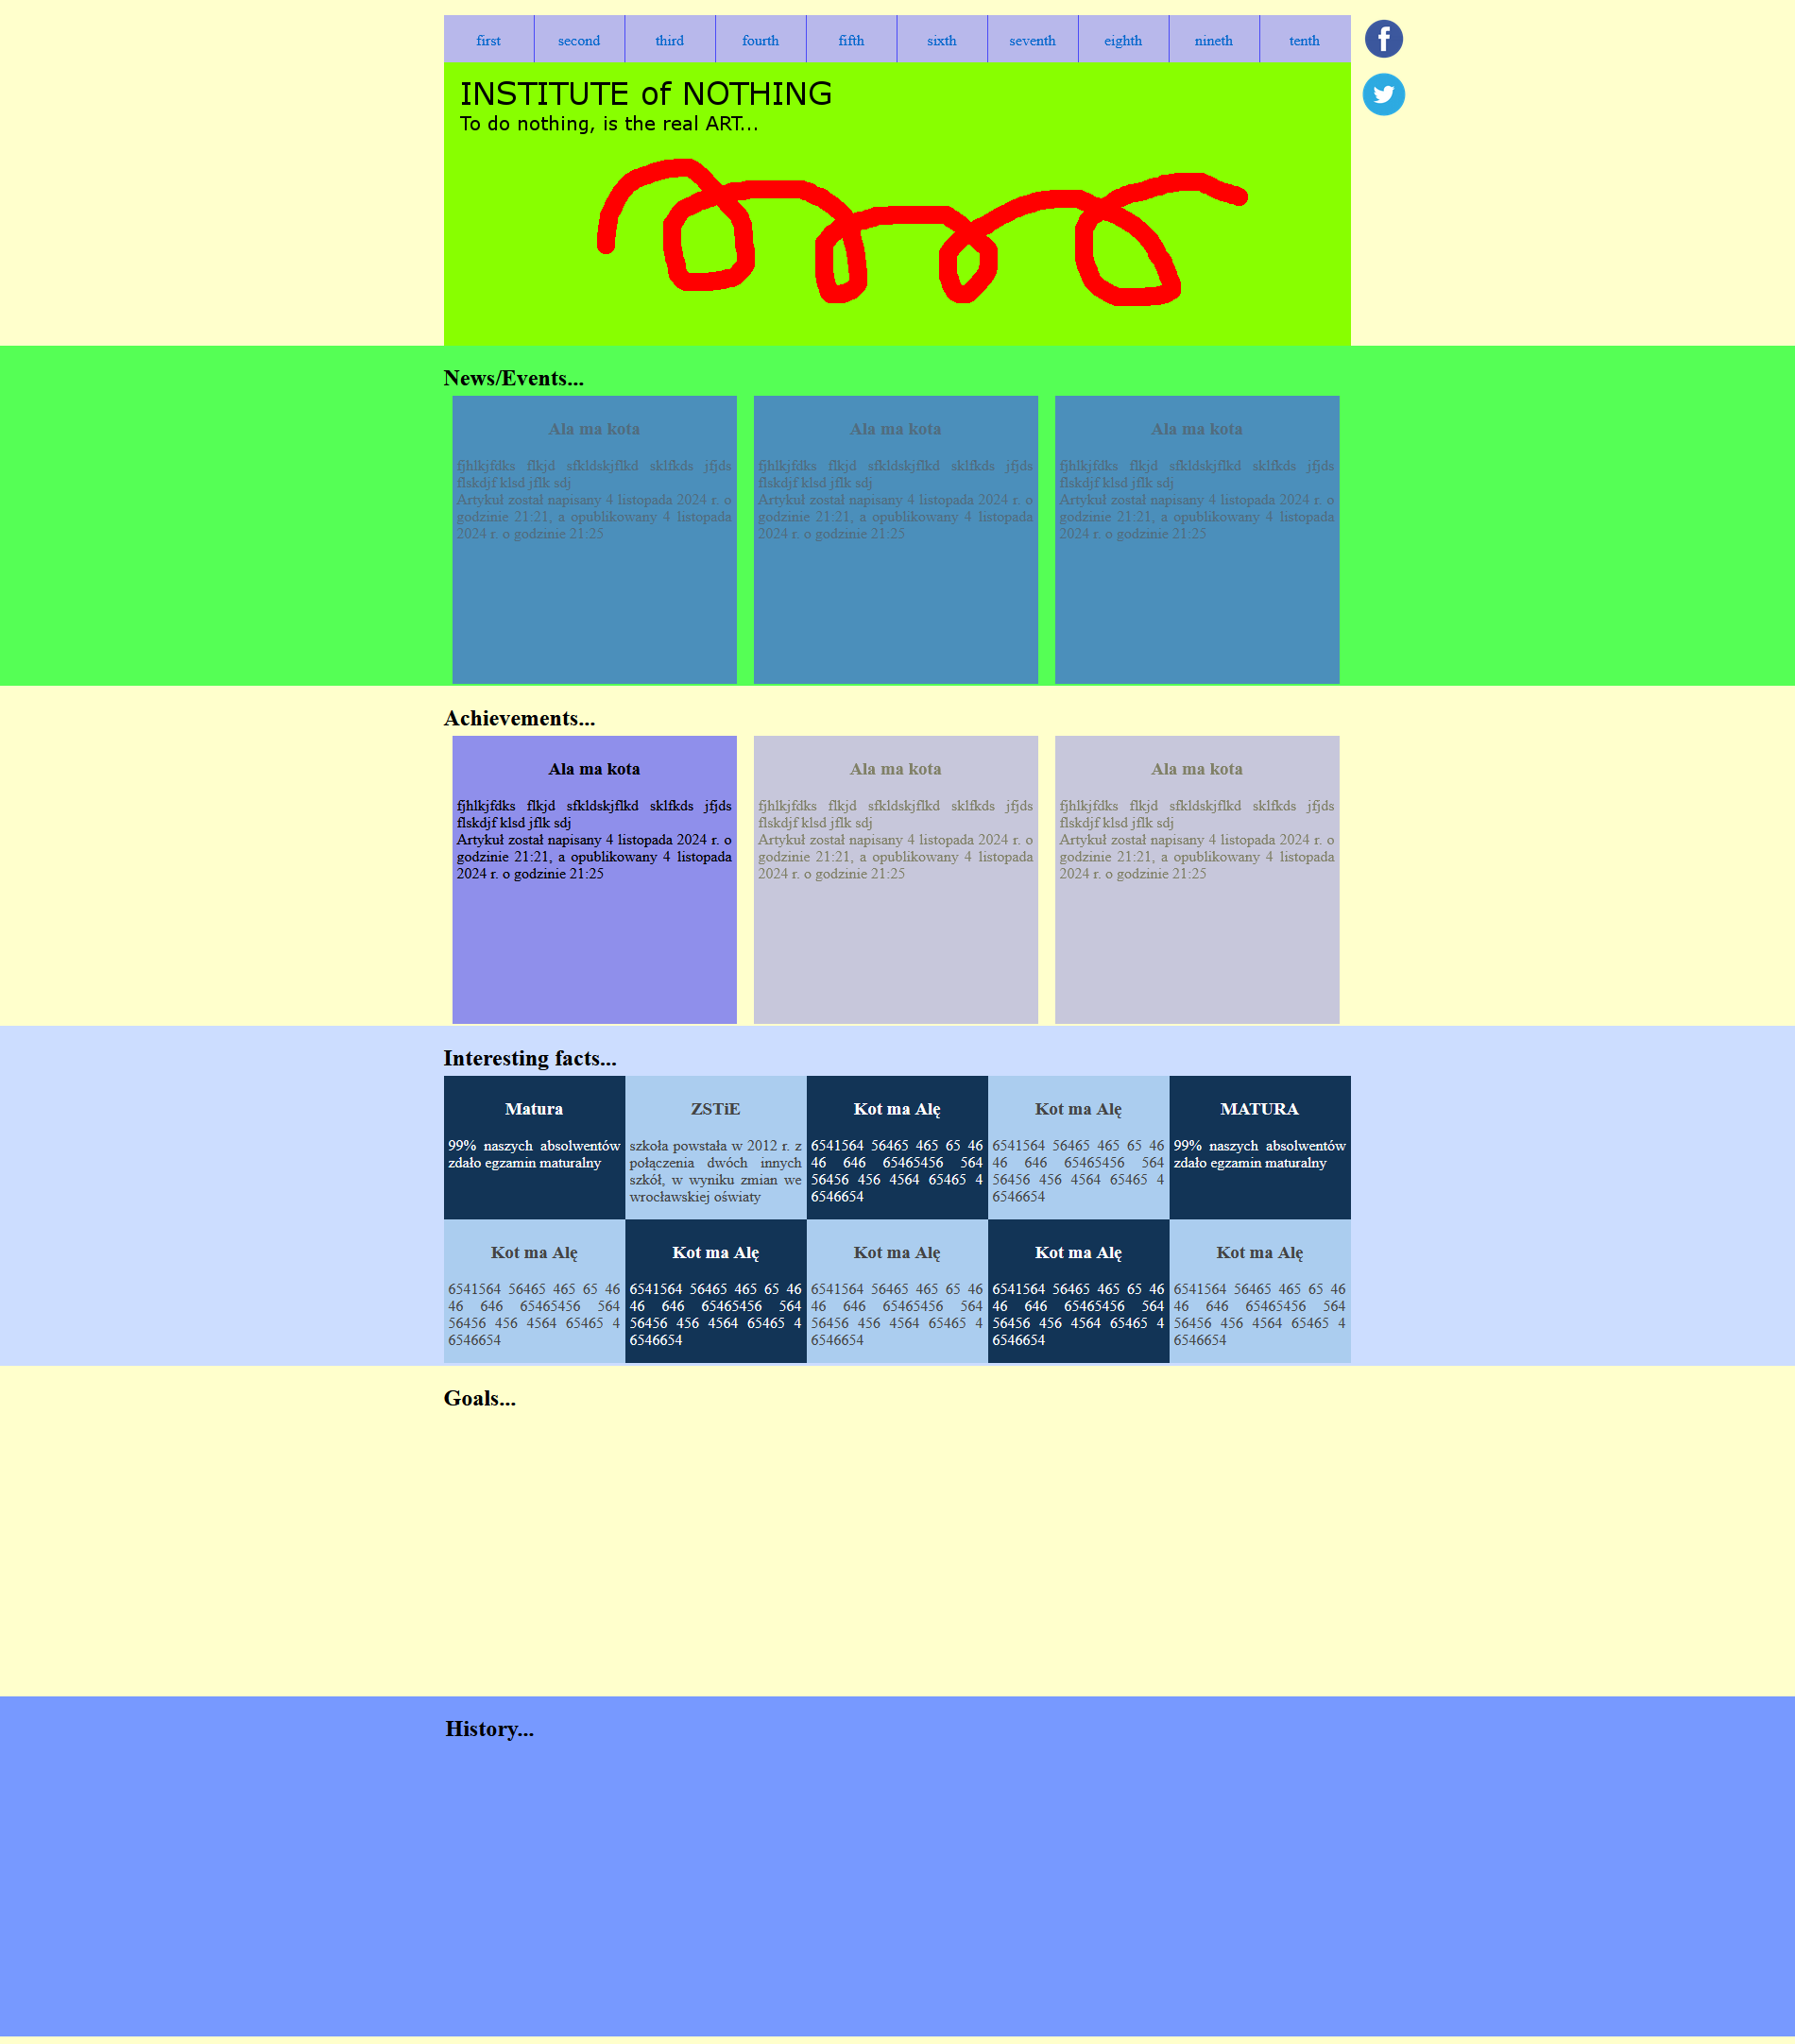 first second third fourth fifth sixth seventh eighth nineth tenth
INSTITUTE of NOTHING
To do nothing, is the real ART...
News/Events...
Ala ma kota
fjhlkjfdks flkjd sfkldskjflkd sklfkds jfjds
flskdjf klsd jflk sdj
Artykuł został napisany 4 listopada 2024 r. o
godzinie 21:21, a opublikowany 4 listopada
2024 r. o godzinie 21:25
Ala ma kota
fjhlkjfdks flkjd sfkldskjflkd sklfkds jfjds
flskdjf klsd jflk sdj
Artykuł został napisany 4 listopada 2024 r. o
godzinie 21:21, a opublikowany 4 listopada
2024 r. o godzinie 21:25
Ala ma kota
fjhlkjfdks flkjd sfkldskjflkd sklfkds jfjds
flskdjf klsd jflk sdj
Artykuł został napisany 4 listopada 2024 r. o
godzinie 21:21, a opublikowany 4 listopada
2024 r. o godzinie 21:25
Achievements...
Ala ma kota
fjhlkjfdks flkjd sfkldskjflkd sklfkds jfjds
flskdjf klsd jflk sdj
Artykuł został napisany 4 listopada 2024 r. o
godzinie 21:21, a opublikowany 4 listopada
2024 r. o godzinie 21:25
Ala ma kota
fjhlkjfdks flkjd sfkldskjflkd sklfkds jfjds
flskdjf klsd jflk sdj
Artykuł został napisany 4 listopada 2024 r. o
godzinie 21:21, a opublikowany 4 listopada
2024 r. o godzinie 21:25
Ala ma kota
fjhlkjfdks flkjd sfkldskjflkd sklfkds jfjds
flskdjf klsd jflk sdj
Artykuł został napisany 4 listopada 2024 r. o
godzinie 21:21, a opublikowany 4 listopada
2024 r. o godzinie 21:25
Interesting facts...
Matura
99% naszych absolwentów
zdało egzamin maturalny
ZSTiE
szkoła powstała w 2012 r. z
połączenia dwóch innych
szkół, w wyniku zmian we
wrocławskiej oświaty
Kot ma Alę
6541564 56465 465 65 46
46 646 65465456 564
56456 456 4564 65465 4
6546654
Kot ma Alę
6541564 56465 465 65 46
46 646 65465456 564
56456 456 4564 65465 4
6546654
MATURA
99% naszych absolwentów
zdało egzamin maturalny
Kot ma Alę
6541564 56465 465 65 46
46 646 65465456 564
56456 456 4564 65465 4
6546654
Kot ma Alę
6541564 56465 465 65 46
46 646 65465456 564
56456 456 4564 65465 4
6546654
Kot ma Alę
6541564 56465 465 65 46
46 646 65465456 564
56456 456 4564 65465 4
6546654
Kot ma Alę
6541564 56465 465 65 46
46 646 65465456 564
56456 456 4564 65465 4
6546654
Kot ma Alę
6541564 56465 465 65 46
46 646 65465456 564
56456 456 4564 65465 4
6546654
Goals...
History...